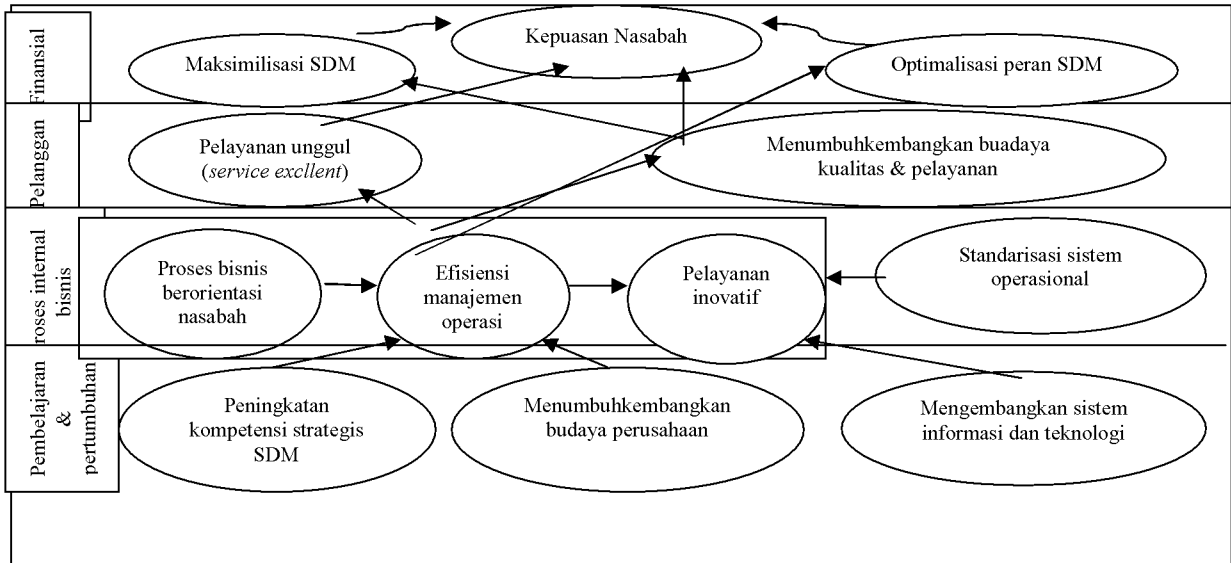 Finansial
Maksimilisasi SDM
Kepuasan Nasabah
Optimalisasi peran SDM
Pelanggan
Pelayanan unggul
(service excllent)
Menumbuhkembangkan buadaya
kualitas & pelayanan
roses internal
bisnis
Proses bisnis
berorientasi
nasabah
Efisiensi
manajemen
operasi
Pelayanan
inovatif
Standarisasi sistem
operasional
Pembelajaran
&
pertumbuhan
Peningkatan
kompetensi strategis
SDM
Menumbuhkembangkan
budaya perusahaan
Mengembangkan sistem
informasi dan teknologi